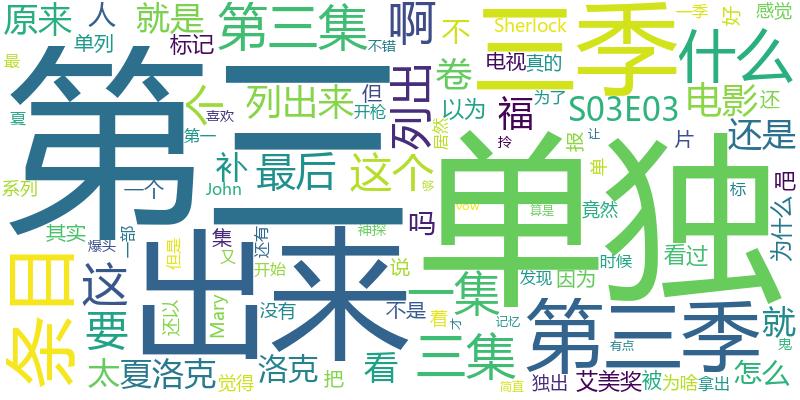 原来 人 就是 第三集 啊 三季 Sherlock 好 一季 感觉
最 单列 标记 不错 不 电视 真的 什么
第三 个 列出来 但 开枪 列出 卷 以为 为了 S03E03 电影 还
夏 喜欢 第一 福 居然 拎 报 片 让 还是
补 最后 这个 单独 单 标 吧
系列 一个 John 够 吗 vow 算是 竟然 为什么
其实 爆头 一部 集 还有 神探 出来 看过
条目 这 但是 又 开始 说 一集 发现 因为 时候
还以 Mary 没有 不是 着 才 记忆 第三季 有点 就 鬼
要 太 夏洛克 觉得 洛克 把 看 三集 简直 独出 艾美奖 被 为啥 拿出 怎么